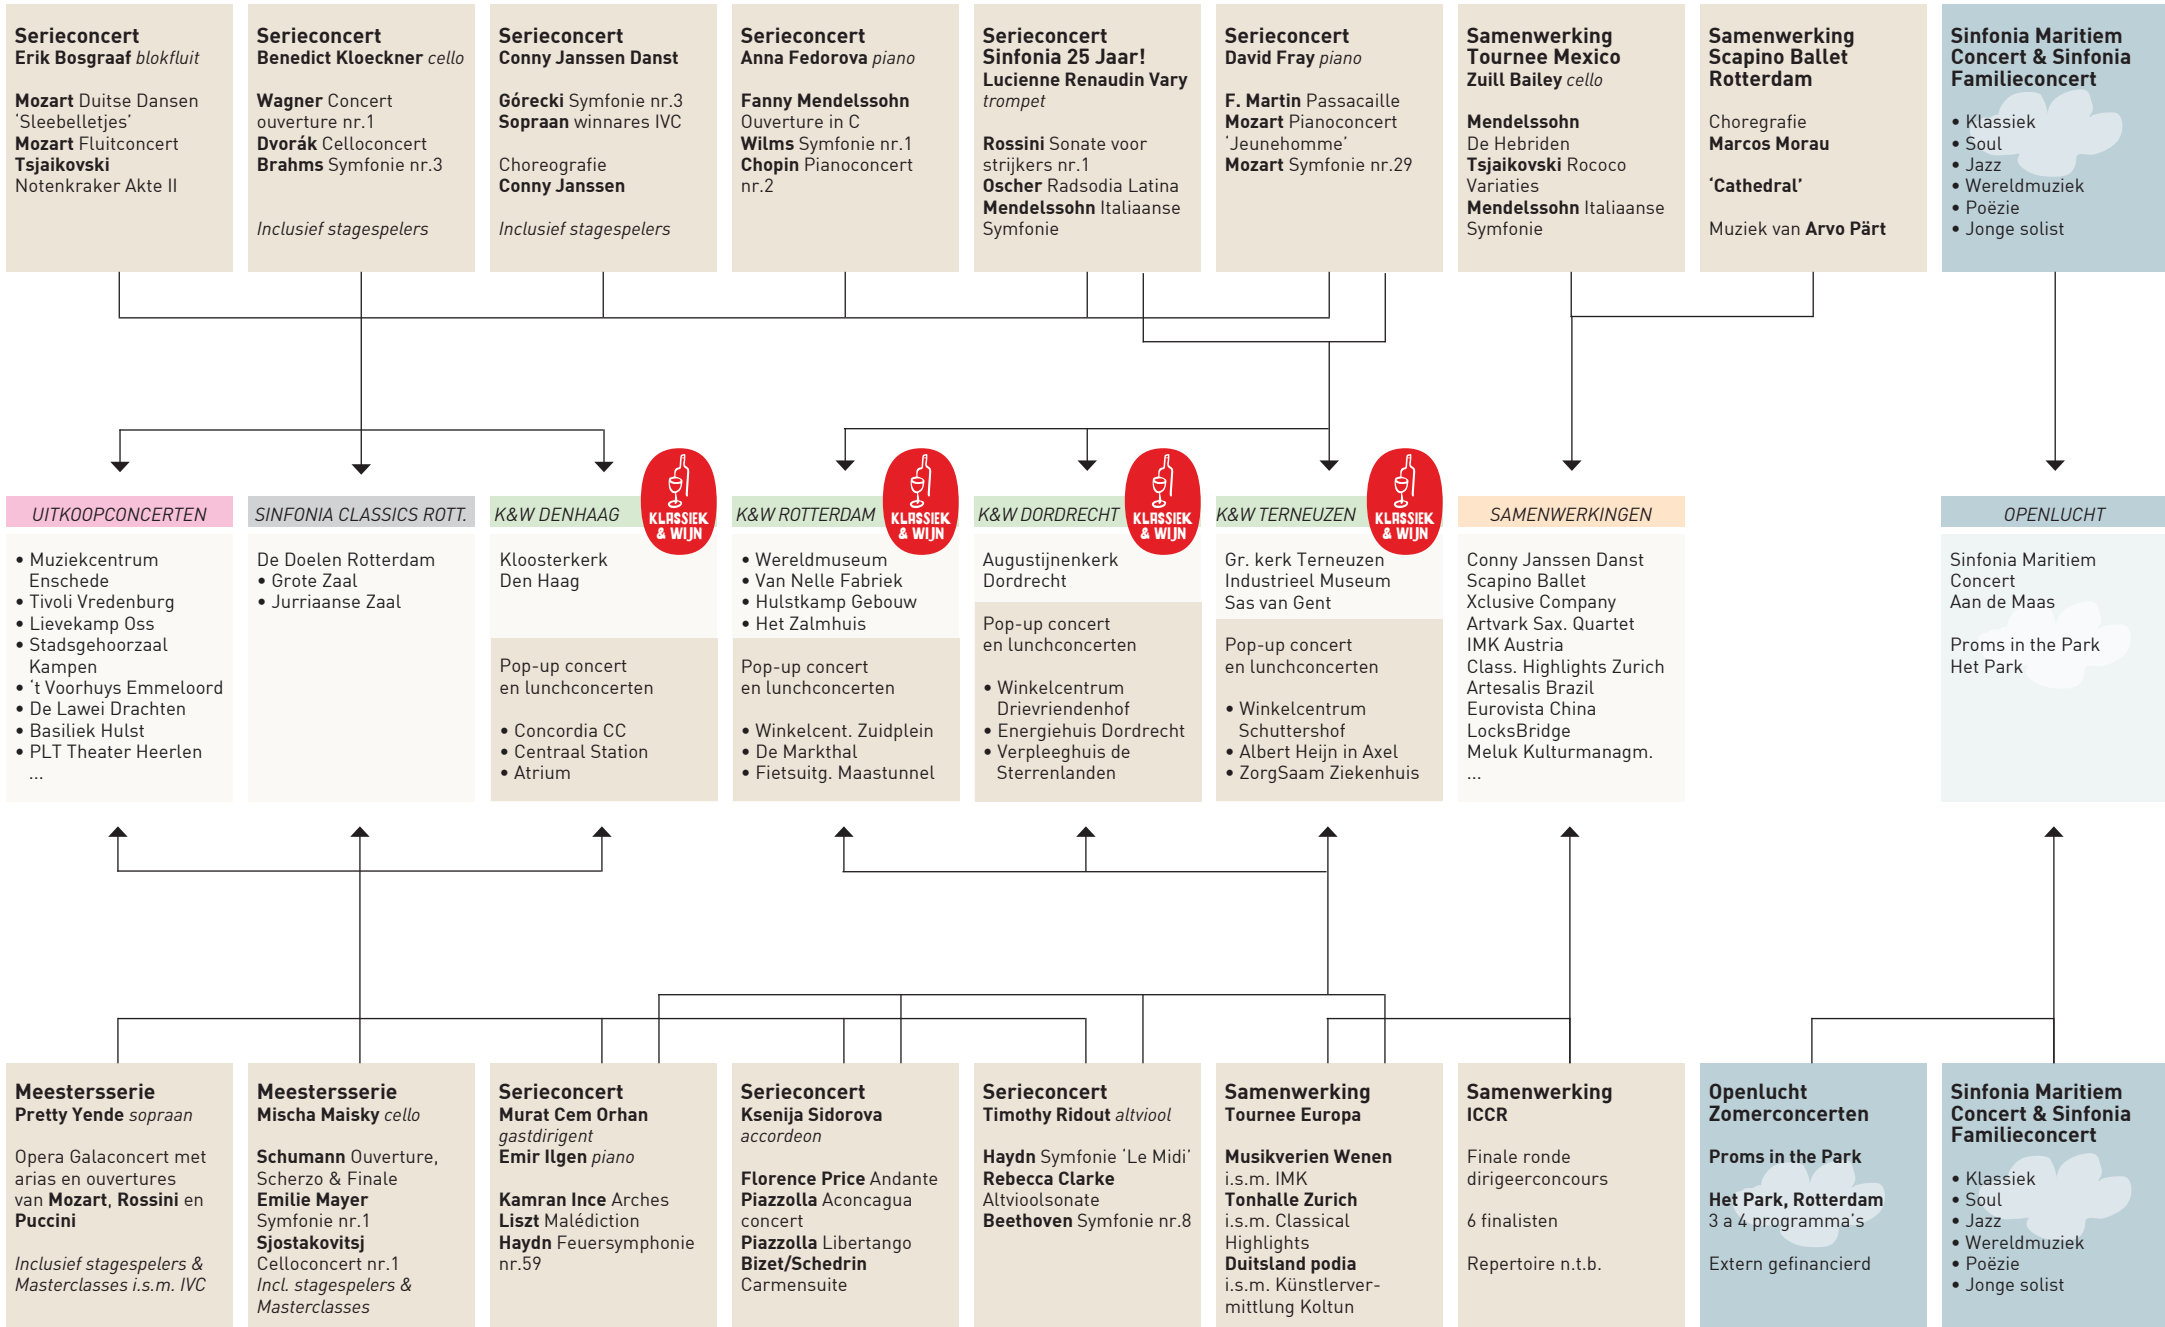 Serieconcert
Erik Bosgraaf blokfluit
Mozart Duitse Dansen
‘Sleebelletjes’
Mozart Fluitconcert
Tsjaikovski
Notenkraker Akte II
Serieconcert
Benedict Kloeckner cello
Wagner Concert
ouverture nr.1
Dvorák Celloconcert
Brahms Symfonie nr.3
Inclusief stagespelers
Serieconcert
Conny Janssen Danst
Górecki Symfonie nr.3
Sopraan winnares IVC
Choreografie
Conny Janssen
Inclusief stagespelers
Serieconcert
Anna Fedorova piano
Fanny Mendelssohn
Ouverture in C
Wilms Symfonie nr.1
Chopin Pianoconcert
nr.2
Serieconcert
Sinfonia 25 Jaar!
Lucienne Renaudin Vary
trompet
Rossini Sonate voor
strijkers nr.1
Oscher Radsodia Latina
Mendelssohn Italiaanse
Symfonie
Serieconcert
David Fray piano
F. Martin Passacaille
Mozart Pianoconcert
‘Jeunehomme’
Mozart Symfonie nr.29
Samenwerking
Tournee Mexico
Zuill Bailey cello
Mendelssohn
De Hebriden
Tsjaikovski Rococo
Variaties
Mendelssohn Italiaanse
Symfonie
Samenwerking
Scapino Ballet
Rotterdam
Choregrafie
Marcos Morau
‘Cathedral’
Muziek van Arvo Pärt
Sinfonia Maritiem
Concert & Sinfonia
Familieconcert
• Klassiek
• Soul
• Jazz
• Wereldmuziek
• Poëzie
• Jonge solist
UITKOOPCONCERTEN
• Muziekcentrum
Enschede
• Tivoli Vredenburg
• Lievekamp Oss
• Stadsgehoorzaal
Kampen
• ‘t Voorhuys Emmeloord
• De Lawei Drachten
• Basiliek Hulst
• PLT Theater Heerlen
...
SINFONIA CLASSICS ROTT.
De Doelen Rotterdam
• Grote Zaal
• Jurriaanse Zaal
K&W DENHAAG
KLASSIEK
& WIJN
Kloosterkerk
Den Haag
Pop-up concert
en lunchconcerten
• Concordia CC
• Centraal Station
• Atrium
K&W ROTTERDAM
KLASSIEK
& WIJN
• Wereldmuseum
• Van Nelle Fabriek
• Hulstkamp Gebouw
• Het Zalmhuis
Pop-up concert
en lunchconcerten
• Winkelcent. Zuidplein
• De Markthal
• Fietsuitg. Maastunnel
K&W DORDRECHT
KLASSIEK
& WIJN
Augustijnenkerk
Dordrecht
Pop-up concert
en lunchconcerten
• Winkelcentrum
Drievriendenhof
• Energiehuis Dordrecht
• Verpleeghuis de
Sterrenlanden
K&W TERNEUZEN
KLASSIEK
& WIJN
Gr. kerk Terneuzen
Industrieel Museum
Sas van Gent
Pop-up concert
en lunchconcerten
• Winkelcentrum
Schuttershof
• Albert Heijn in Axel
• ZorgSaam Ziekenhuis
SAMENWERKINGEN
Conny Janssen Danst
Scapino Ballet
Xclusive Company
Artvark Sax. Quartet
IMK Austria
Class. Highlights Zurich
Artesalis Brazil
Eurovista China
LocksBridge
Meluk Kulturmanagm.
...
OPENLUCHT
Sinfonia Maritiem
Concert
Aan de Maas
Proms in the Park
Het Park
Meestersserie
Pretty Yende sopraan
Opera Galaconcert met
arias en ouvertures
van Mozart, Rossini en
Puccini
Inclusief stagespelers &
Masterclasses i.s.m. IVC
Meestersserie
Mischa Maisky cello
Schumann Ouverture,
Scherzo & Finale
Emilie Mayer
Symfonie nr.1
Sjostakovitsj
Celloconcert nr.1
Incl. stagespelers &
Masterclasses
Serieconcert
Murat Cem Orhan
gastdirigent
Emir Ilgen piano
Kamran Ince Arches
Liszt Malédiction
Haydn Feuersymphonie
nr.59
Serieconcert
Ksenija Sidorova
accordeon
Florence Price Andante
Piazzolla Aconcagua
concert
Piazzolla Libertango
Bizet/Schedrin
Carmensuite
Serieconcert
Timothy Ridout altviool
Haydn Symfonie ‘Le Midi’
Rebecca Clarke
Altvioolsonate
Beethoven Symfonie nr.8
Samenwerking
Tournee Europa
Musikverien Wenen
i.s.m. IMK
Tonhalle Zurich
i.s.m. Classical
Highlights
Duitsland podia
i.s.m. Künstlerver-
mittlung Koltun
Samenwerking
ICCR
Finale ronde
dirigeerconcours
6 finalisten
Repertoire n.t.b.
Openlucht
Zomerconcerten
Proms in the Park
Het Park, Rotterdam
3 a 4 programma's
Extern gefinancierd
Sinfonia Maritiem
Concert & Sinfonia
Familieconcert
• Klassiek
• Soul
• Jazz
• Wereldmuziek
• Poëzie
• Jonge solist